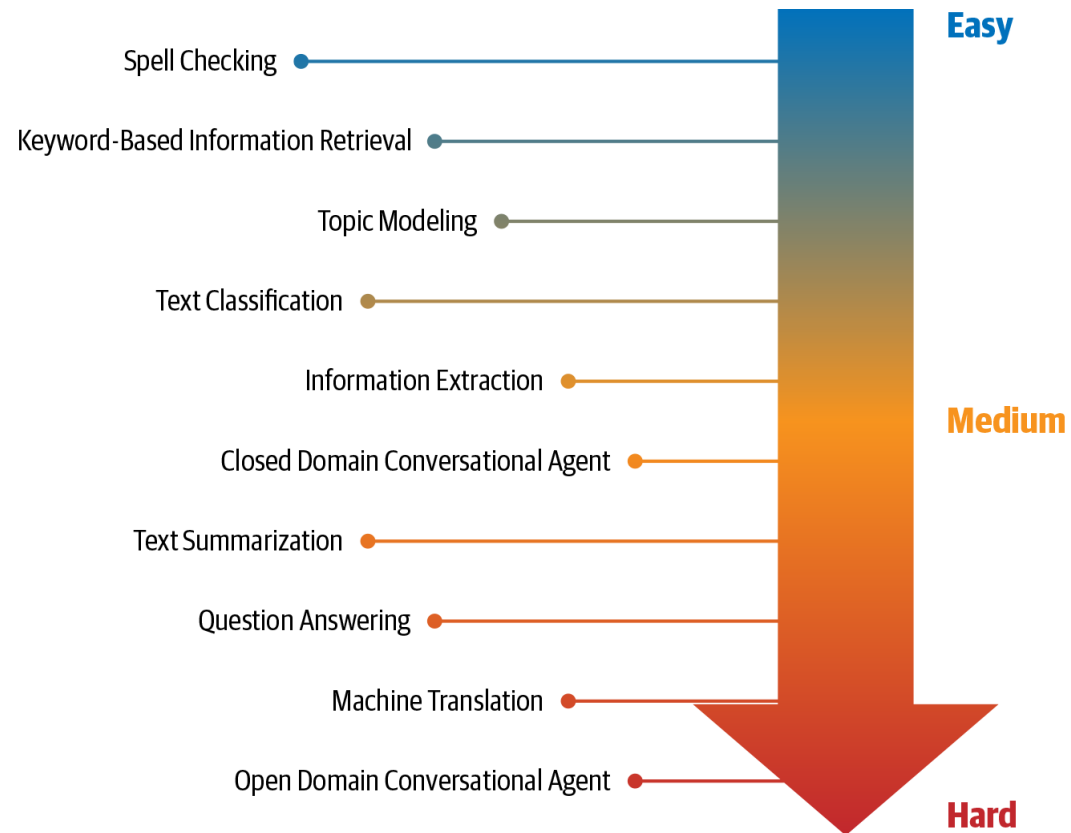 Easy
Spell Checking
Keyword-Based Information Retrieval
Topic Modeling
Text Classification
Information Extraction
Medium
Closed Domain Conversational Agent
Text Summarization
Question Answering
Machine Translation
Open Domain Conversational Agent
Hard